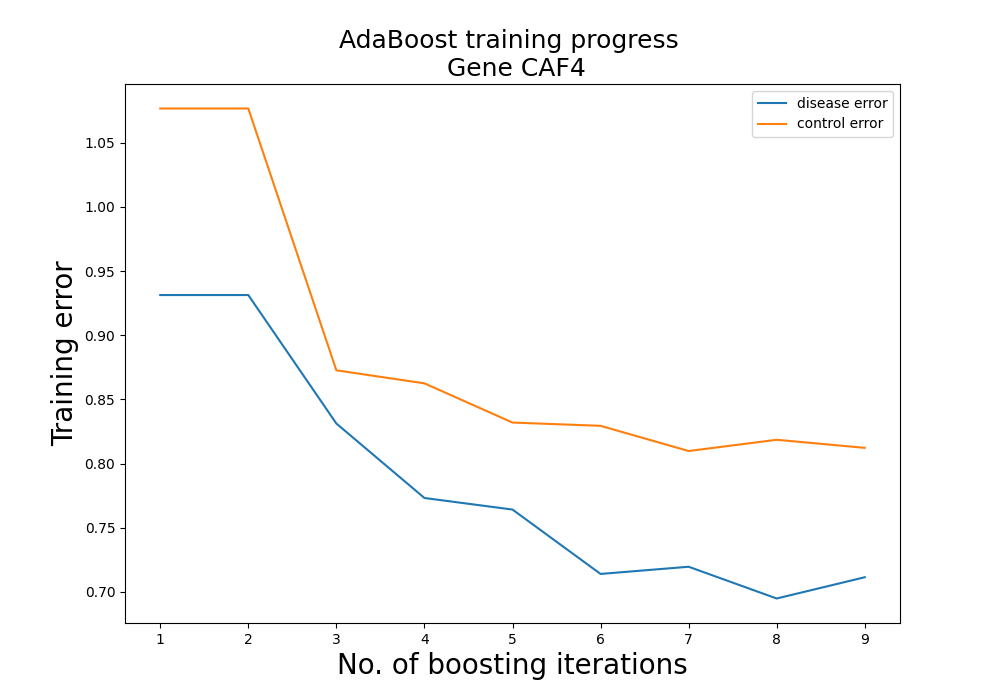 AdaBoost training progress
Gene CAF4
disease error
control error
Training error
1.05
1.00
0.95
0.90
0.85
0.80
0.75
0.70
1 2 3 4 5 6 7 8 9
No. of boosting iterations